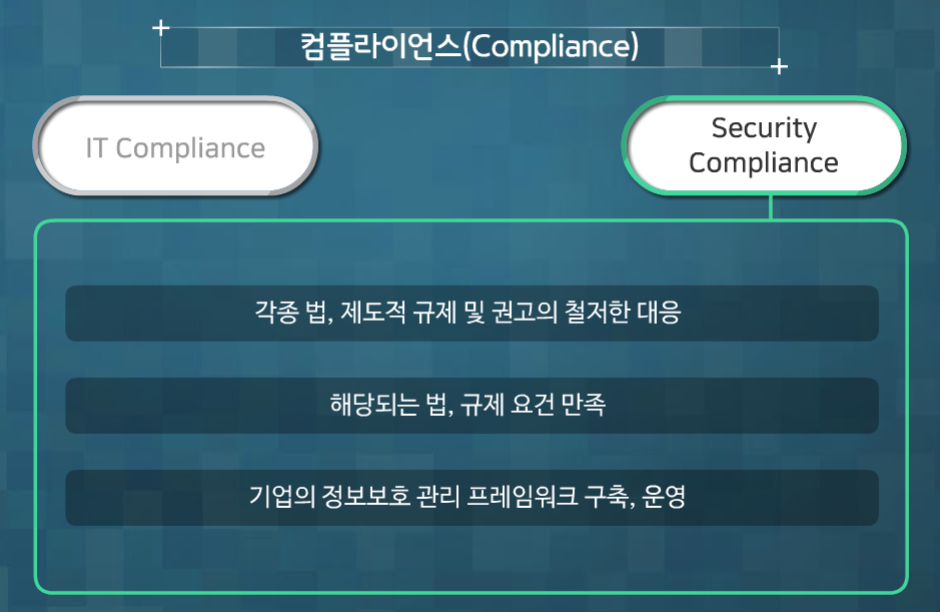 컴플라이언스(Compliance)
IT Compliance
Security
Compliance
각종 법, 제도적 규제 및 권고의 철저한 대응
해당되는 법, 규제 요건 만족
기업의 정보보호 관리 프레임워크 구축, 운영